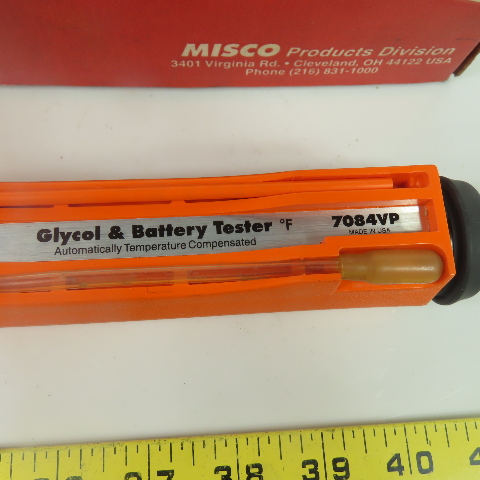 MISCO Products Division
3401 Virginia Rd. • Cleveland, OH 44122 USA
Phone (216) 831-1000
Glycol & Battery Tester °F 7084VP
Automatically Temperature Compensated MADE IN USA
37 38 39 40